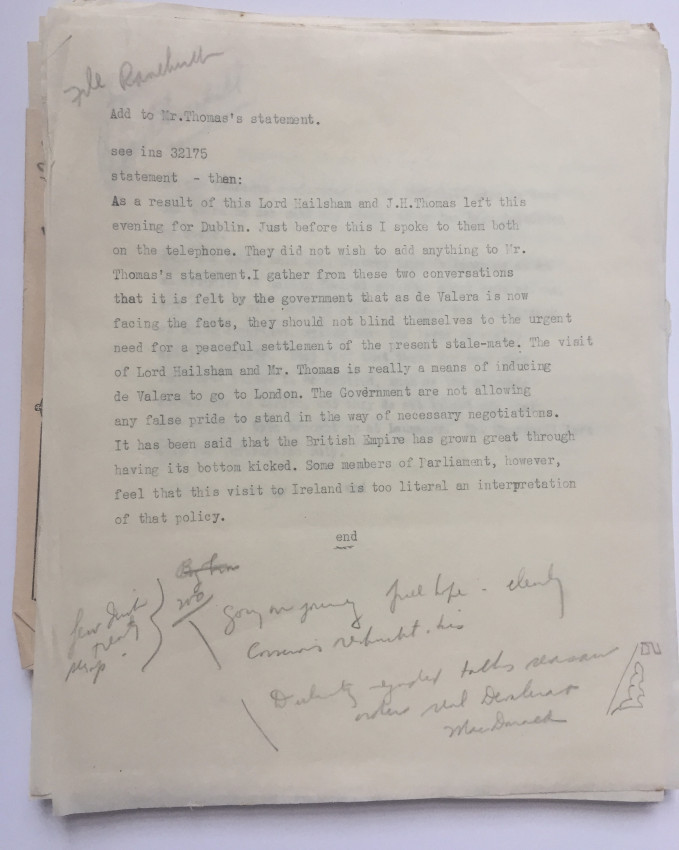 file
Add to Mr.Thomas's statement.
see ins 32175
statement - then:
As a result of this Lord Hailsham and J.H.Thomas left this
evening for Dublin. Just before this I spoke to them both
on the telephone. They did not wish to add anything to Mr.
Thomas's statement.I gather from these two conversations
that it is felt by the government that as de Valera is now
facing the facts, they should not blind themselves to the urgent
need for a peaceful settlement of the present stale-mate. The visit
of Lord Hailsham and Mr. Thomas is really a means of inducing
de Valera to go to London. The Government are not allowing
any false pride to stand in the way of necessary negotiations.
It has been said that the British Empire has grown great through
having its bottom kicked. Some members of Parliament, however,
feel that this visit to Ireland is too literal an interpretation
of that policy.
end
talks
MacDonald